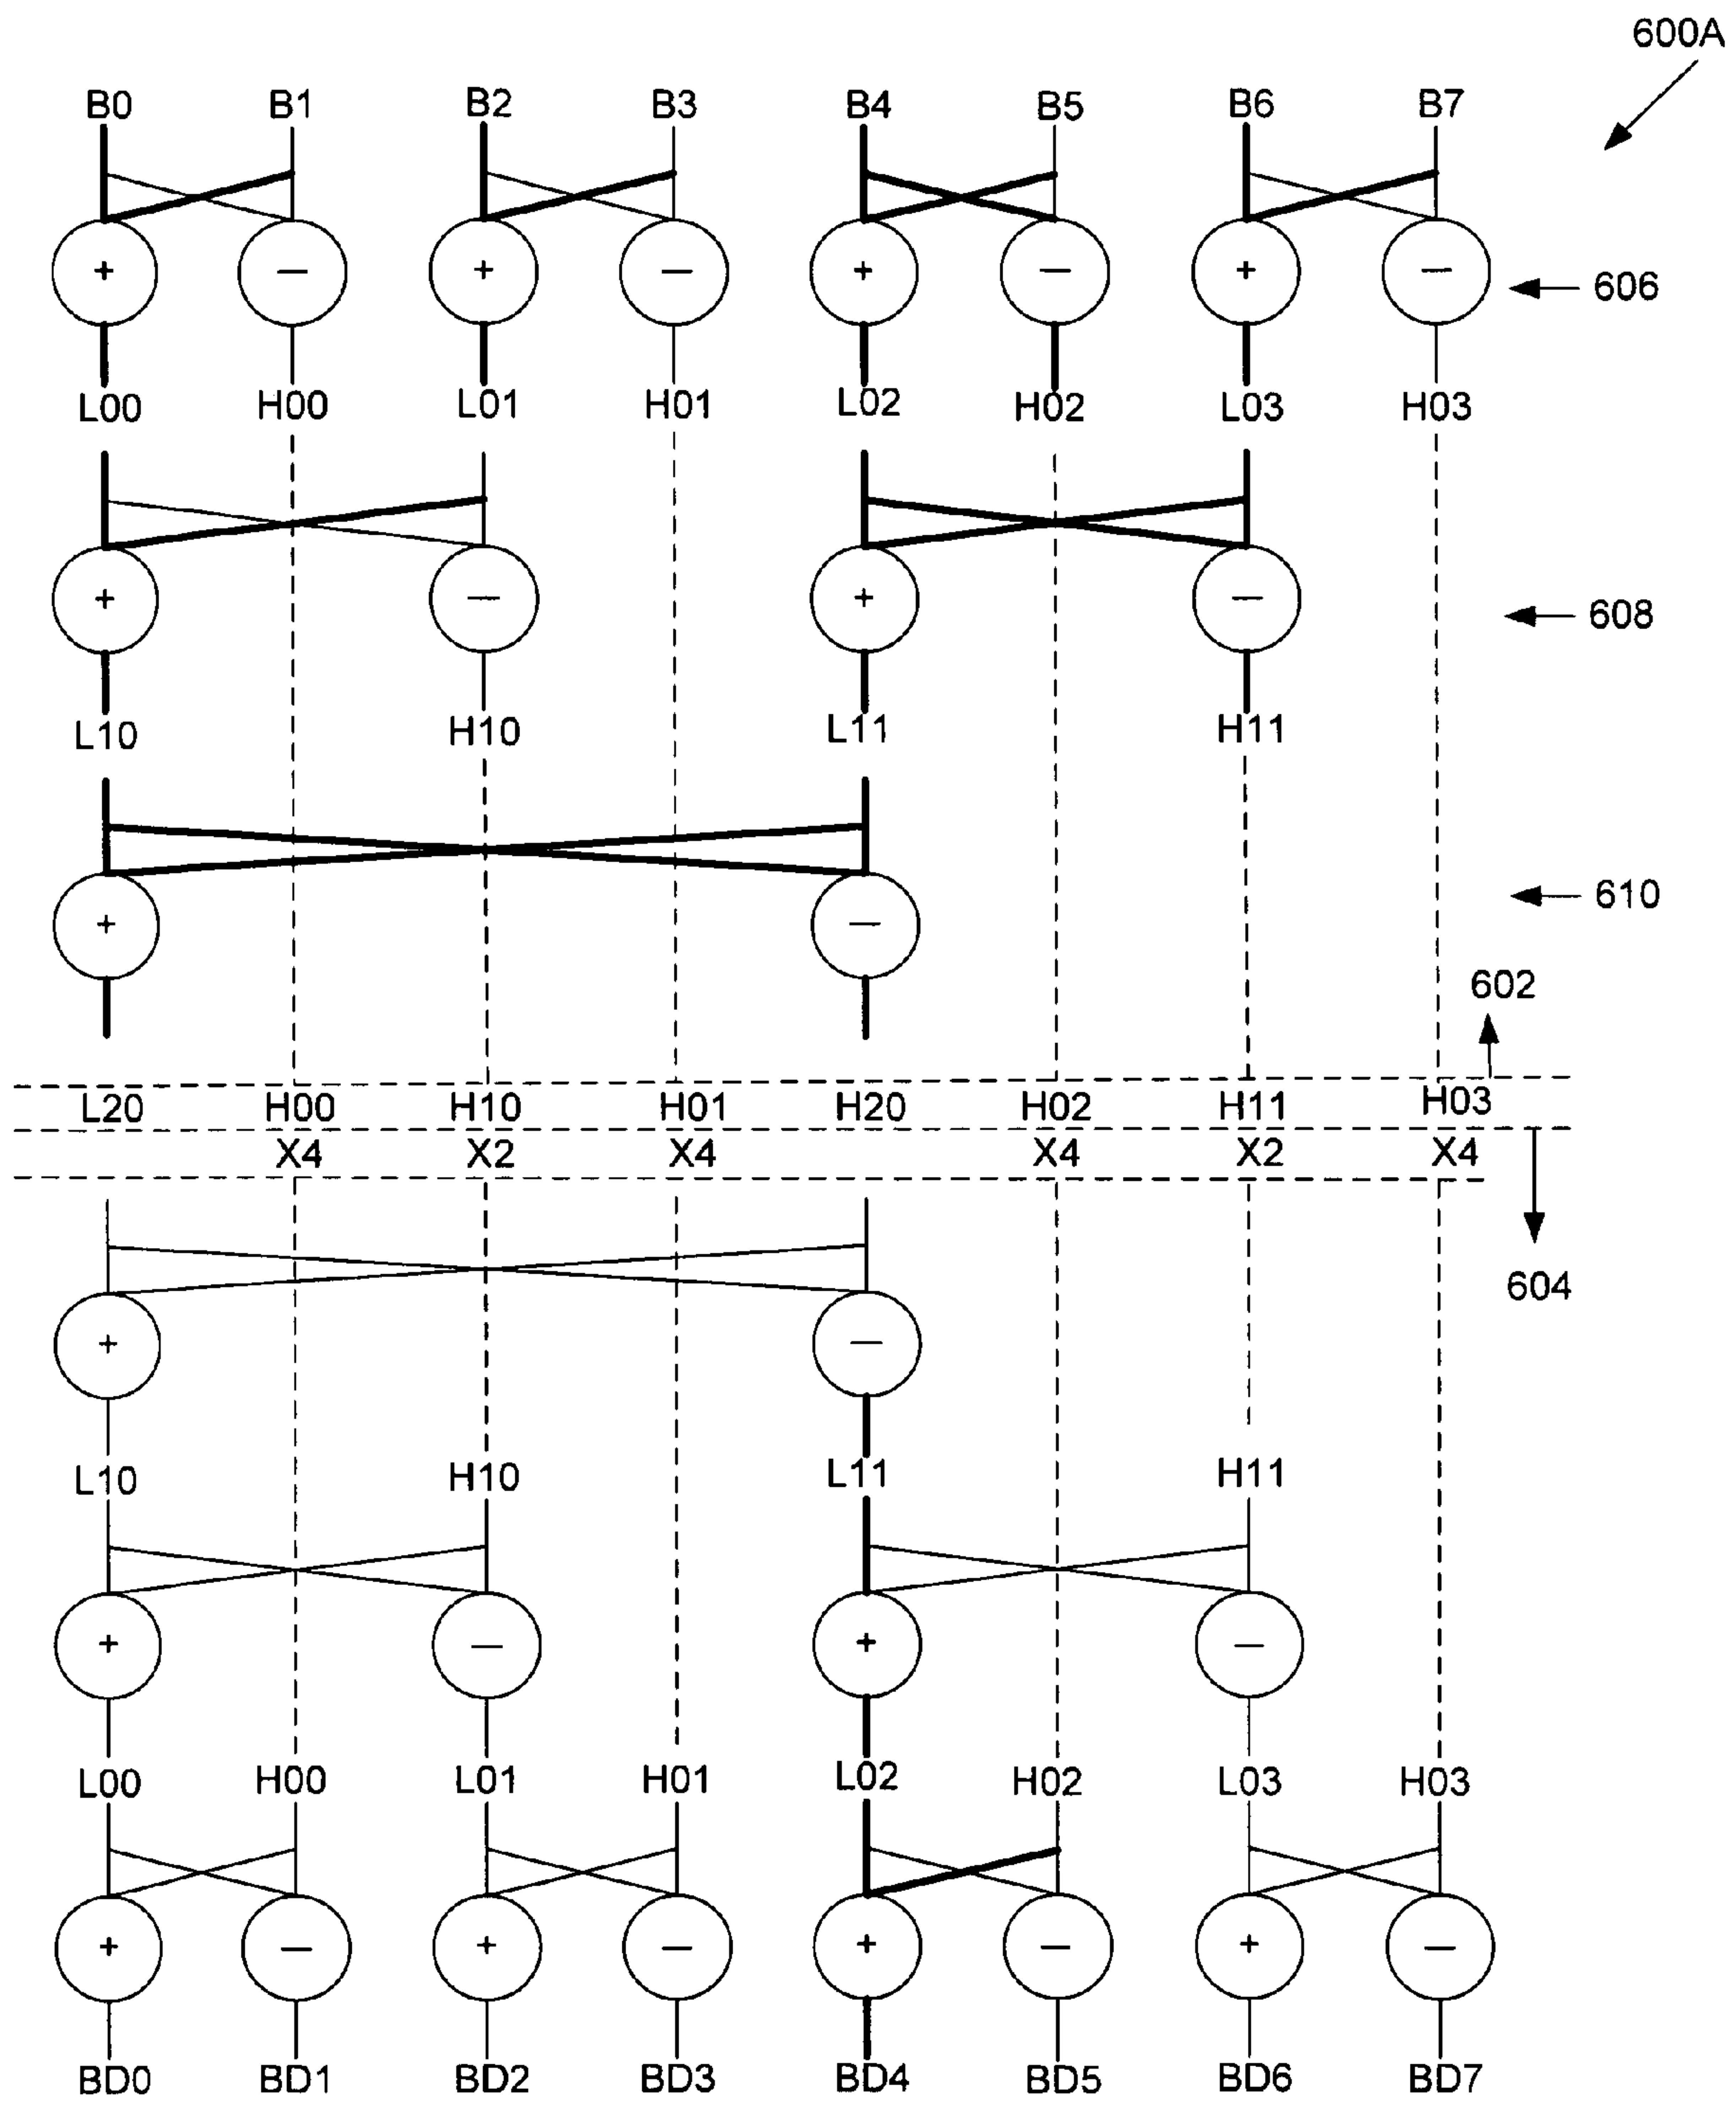 600A
B0 B1 B2 B3 B4 B5 B6 B7
+ − + − + − + −
606
L00 H00 L01 H01 L02 H02 L03 H03
+ − + −
608
L10 H10 L11 H11
+ −
610
602
L20 H00 H10 H01 H20 H02 H11 H03
X4 X2 X4 X4 X2 X4
604
+ −
L10 H10 L11 H11
+ − + −
L00 H00 L01 H01 L02 H02 L03 H03
+ − + − + − + −
BD0 BD1 BD2 BD3 BD4 BD5 BD6 BD7